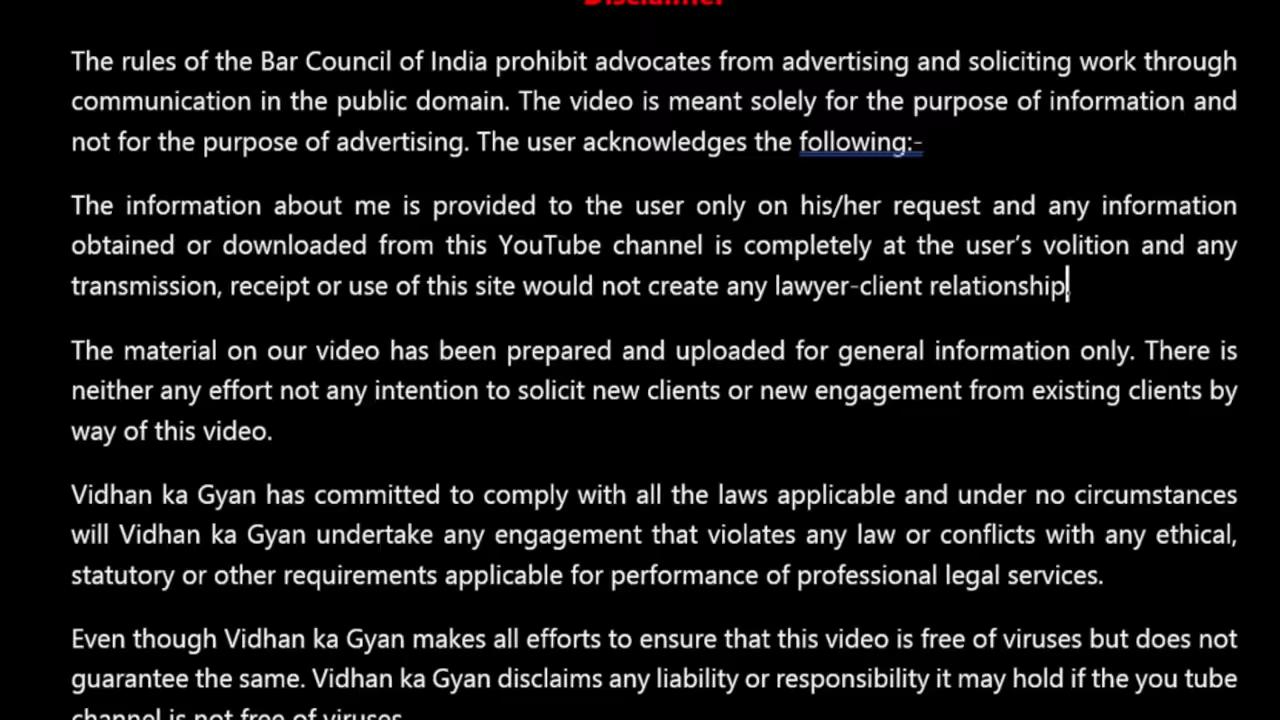 Disclaimer
The rules of the Bar Council of India prohibit advocates from advertising and soliciting work through
communication in the public domain. The video is meant solely for the purpose of information and
not for the purpose of advertising. The user acknowledges the following:-
The information about me is provided to the user only on his/her request and any information
obtained or downloaded from this YouTube channel is completely at the user’s volition and any
transmission, receipt or use of this site would not create any lawyer-client relationship.
The material on our video has been prepared and uploaded for general information only. There is
neither any effort not any intention to solicit new clients or new engagement from existing clients by
way of this video.
Vidhan ka Gyan has committed to comply with all the laws applicable and under no circumstances
will Vidhan ka Gyan undertake any engagement that violates any law or conflicts with any ethical,
statutory or other requirements applicable for performance of professional legal services.
Even though Vidhan ka Gyan makes all efforts to ensure that this video is free of viruses but does not
guarantee the same. Vidhan ka Gyan disclaims any liability or responsibility it may hold if the you tube
channel is not free of viruses.